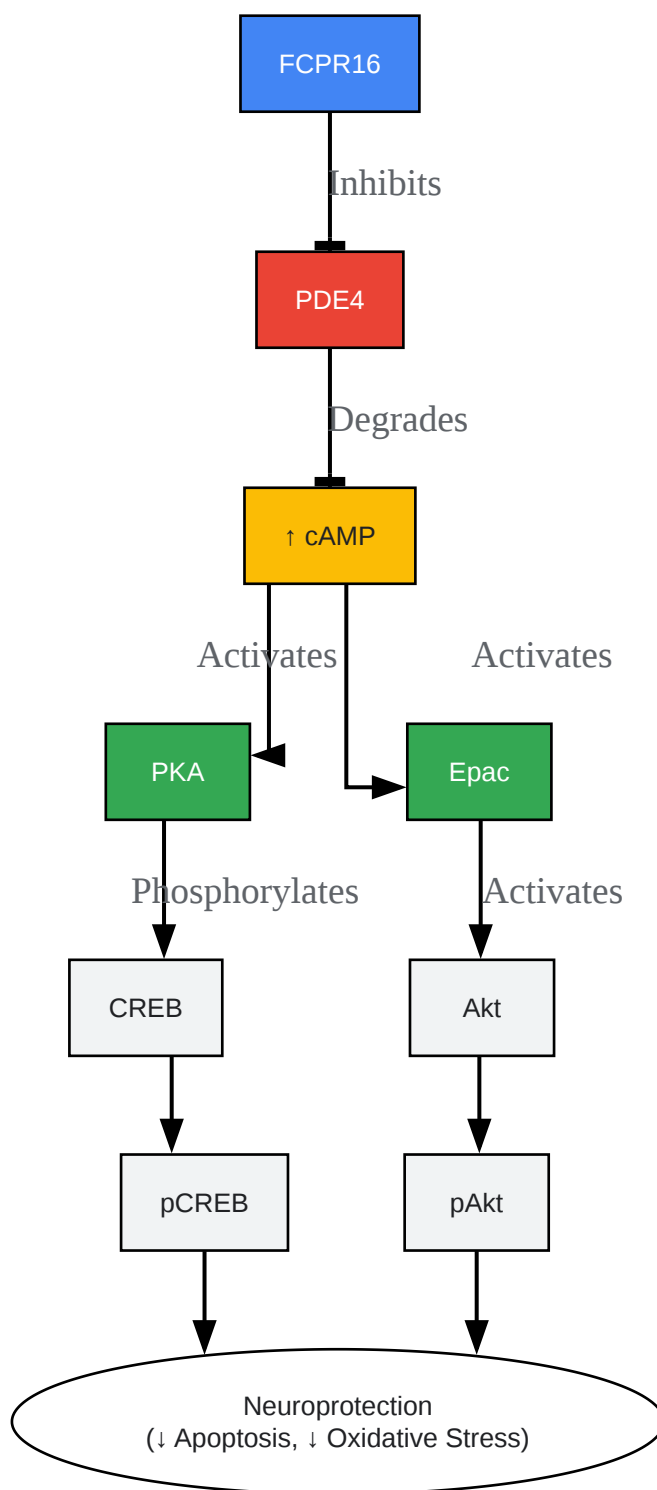 FCPR16
Inhibits
PDE4
Degrades
↑ cAMP
Activates
Activates
PKA
Epac
Phosphorylates
Activates
CREB
Akt
pCREB
pAkt
Neuroprotection
(↓ Apoptosis, ↓ Oxidative Stress)